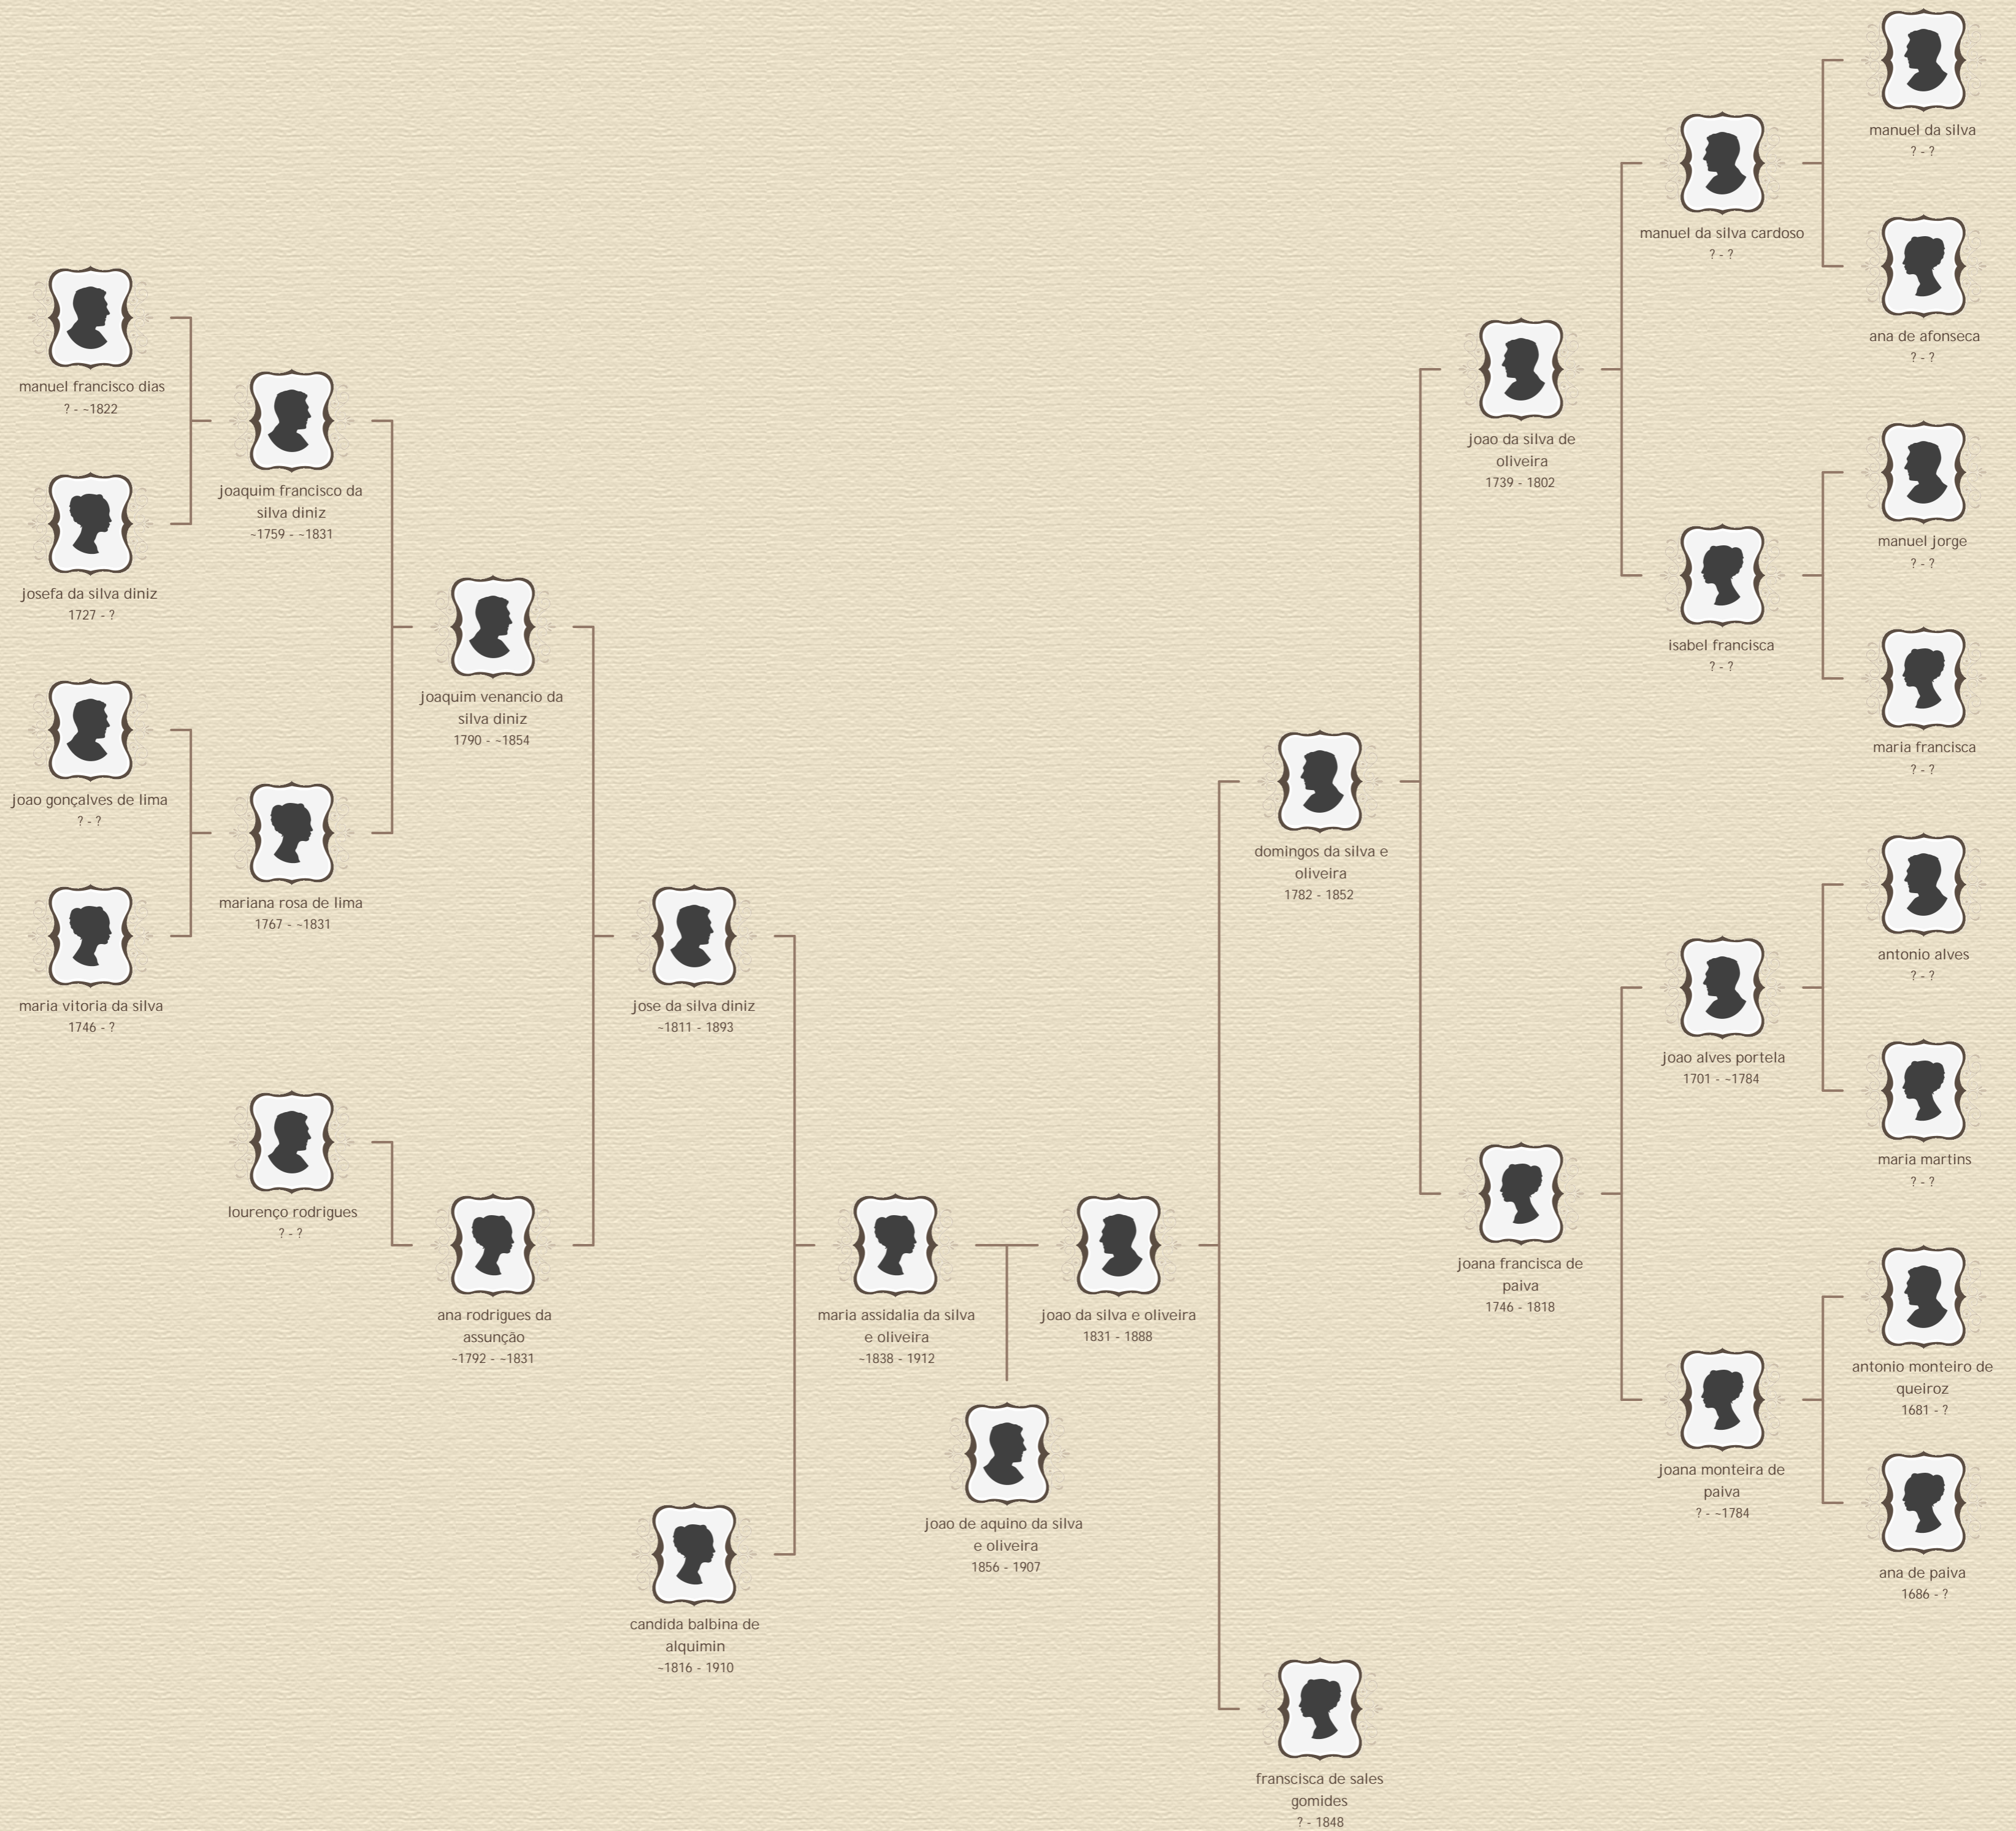 manuel da silva
? - ?
manuel da silva cardoso
? - ?
ana de afonseca
? - ?
manuel francisco dias
? - ~1822
joao da silva de
oliveira
1739 - 1802
joaquim francisco da
silva diniz
~1759 - ~1831
manuel jorge
? - ?
josefa da silva diniz
1727 - ?
isabel francisca
? - ?
joaquim venancio da
silva diniz
1790 - ~1854
maria francisca
? - ?
joao gonçalves de lima
? - ?
domingos da silva e
oliveira
1782 - 1852
mariana rosa de lima
1767 - ~1831
antonio alves
? - ?
maria vitoria da silva
1746 - ?
jose da silva diniz
~1811 - 1893
joao alves portela
1701 - ~1784
maria martins
? - ?
lourenço rodrigues
? - ?
joana francisca de
paiva
1746 - 1818
ana rodrigues da
assunção
~1792 - ~1831
maria assidalia da silva
e oliveira
~1838 - 1912
joao da silva e oliveira
1831 - 1888
antonio monteiro de
queiroz
1681 - ?
joana monteira de
paiva
? - ~1784
joao de aquino da silva
e oliveira
1856 - 1907
ana de paiva
1686 - ?
candida balbina de
alquimin
~1816 - 1910
franscisca de sales
gomides
? - 1848